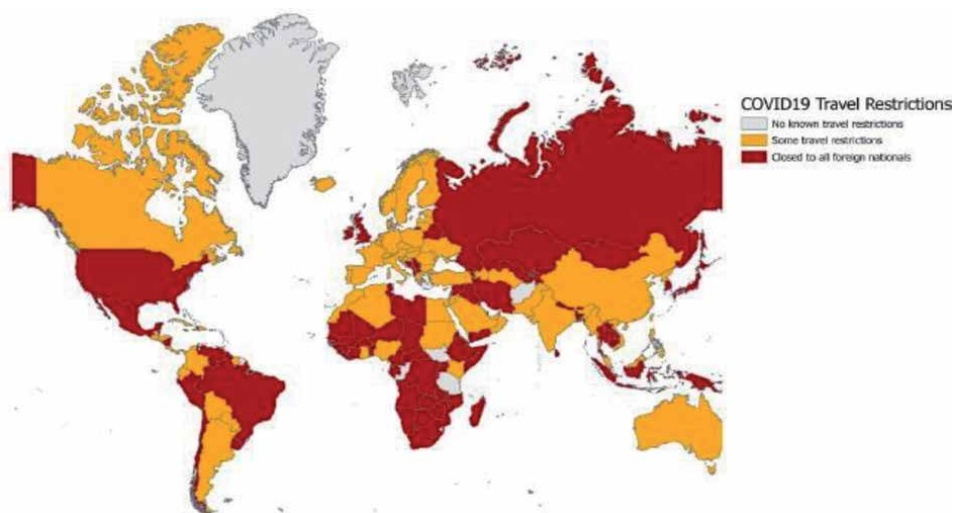 COVID19 Travel Restrictions
No known travel restrictions
Some travel restrictions
Closed to all foreign nationals